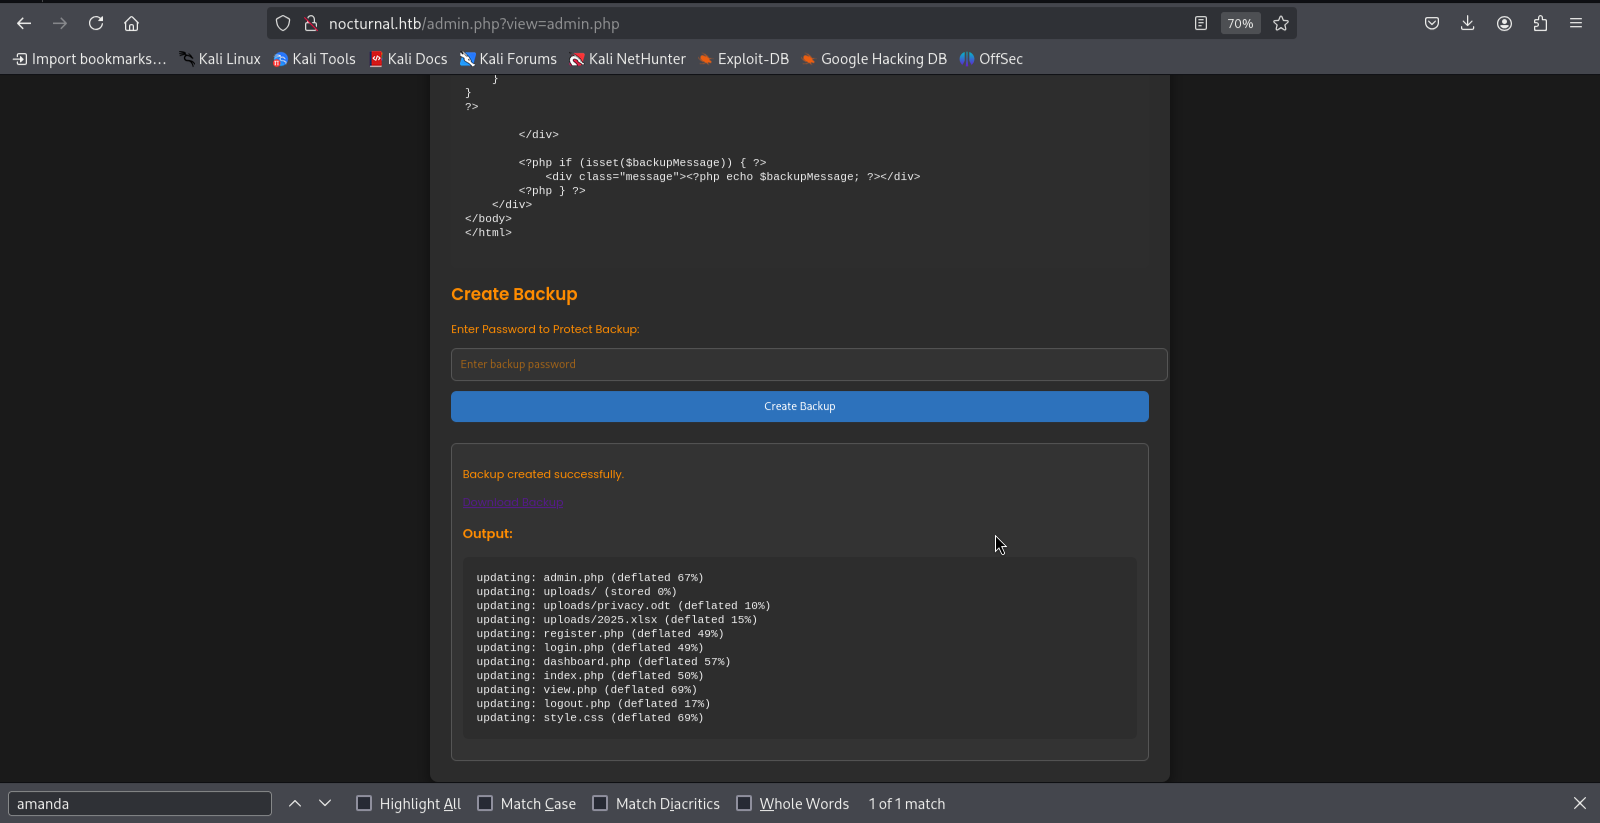 nocturnal.htb/admin.php?view=admin.php
70%
Import bookmarks…
Kali Linux
Kali Tools
Kali Docs
Kali Forums
Kali NetHunter
Exploit-DB
Google Hacking DB
OffSec
}
}
?>
</div>
<?php if (isset($backupMessage)) { ?>
<div class="message"><?php echo $backupMessage; ?></div>
<?php } ?>
</div>
</body>
</html>
Create Backup
Enter Password to Protect Backup:
Enter backup password
Create Backup
Backup created successfully.
Download Backup
Output:
updating: admin.php (deflated 67%)
updating: uploads/ (stored 0%)
updating: uploads/privacy.odt (deflated 10%)
updating: uploads/2025.xlsx (deflated 15%)
updating: register.php (deflated 49%)
updating: login.php (deflated 49%)
updating: dashboard.php (deflated 57%)
updating: index.php (deflated 50%)
updating: view.php (deflated 69%)
updating: logout.php (deflated 17%)
updating: style.css (deflated 69%)
amanda
Highlight All
Match Case
Match Diacritics
Whole Words
1 of 1 match